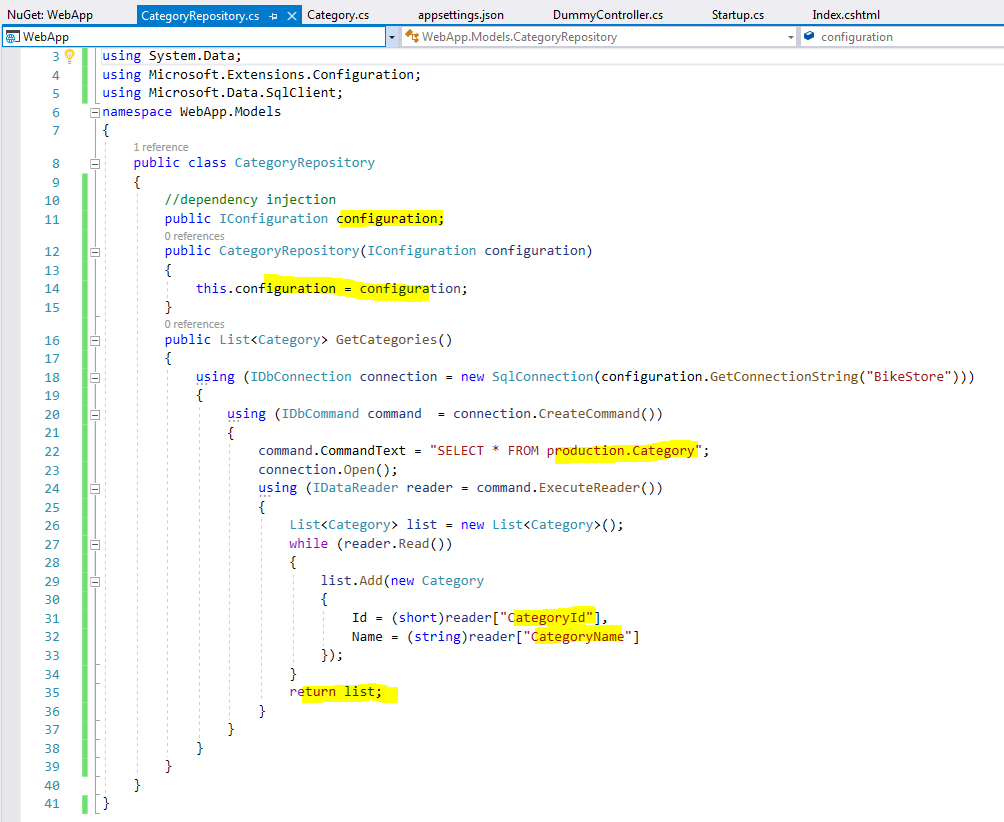 NuGet: WebApp CategoryRepository.cs Category.cs appsettings.json DummyController.cs Startup.cs Index.cshtml
WebApp WebApp.Models.CategoryRepository configuration
3 using System.Data;
4 using Microsoft.Extensions.Configuration;
5 using Microsoft.Data.SqlClient;
6 namespace WebApp.Models
7 {
1 reference
8 public class CategoryRepository
9 {
10 //dependency injection
11 public IConfiguration configuration;
0 references
12 public CategoryRepository(IConfiguration configuration)
13 {
14 this.configuration = configuration;
15 }
0 references
16 public List<Category> GetCategories()
17 {
18 using (IDbConnection connection = new SqlConnection(configuration.GetConnectionString("BikeStore")))
19 {
20 using (IDbCommand command  = connection.CreateCommand())
21 {
22 command.CommandText = "SELECT * FROM production.Category";
23 connection.Open();
24 using (IDataReader reader = command.ExecuteReader())
25 {
26 List<Category> list = new List<Category>();
27 while (reader.Read())
28 {
29 list.Add(new Category
30 {
31 Id = (short)reader["CategoryId"],
32 Name = (string)reader["CategoryName"]
33 });
34 }
35 return list;
36 }
37 }
38 }
39 }
40 }
41 }